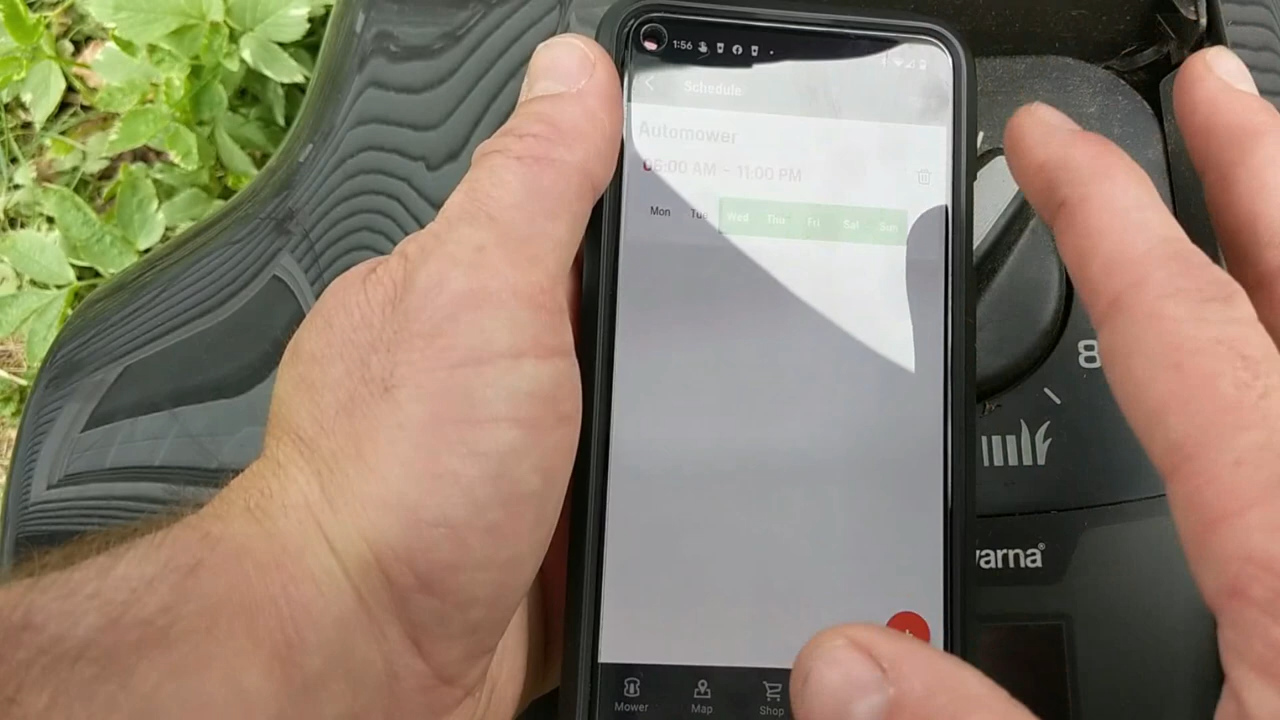 1:56
Schedule
Automower
06:00 AM - 11:00 PM
Mon Tue Wed Thu Fri Sat Sun
8
varna®
Mower Map Shop